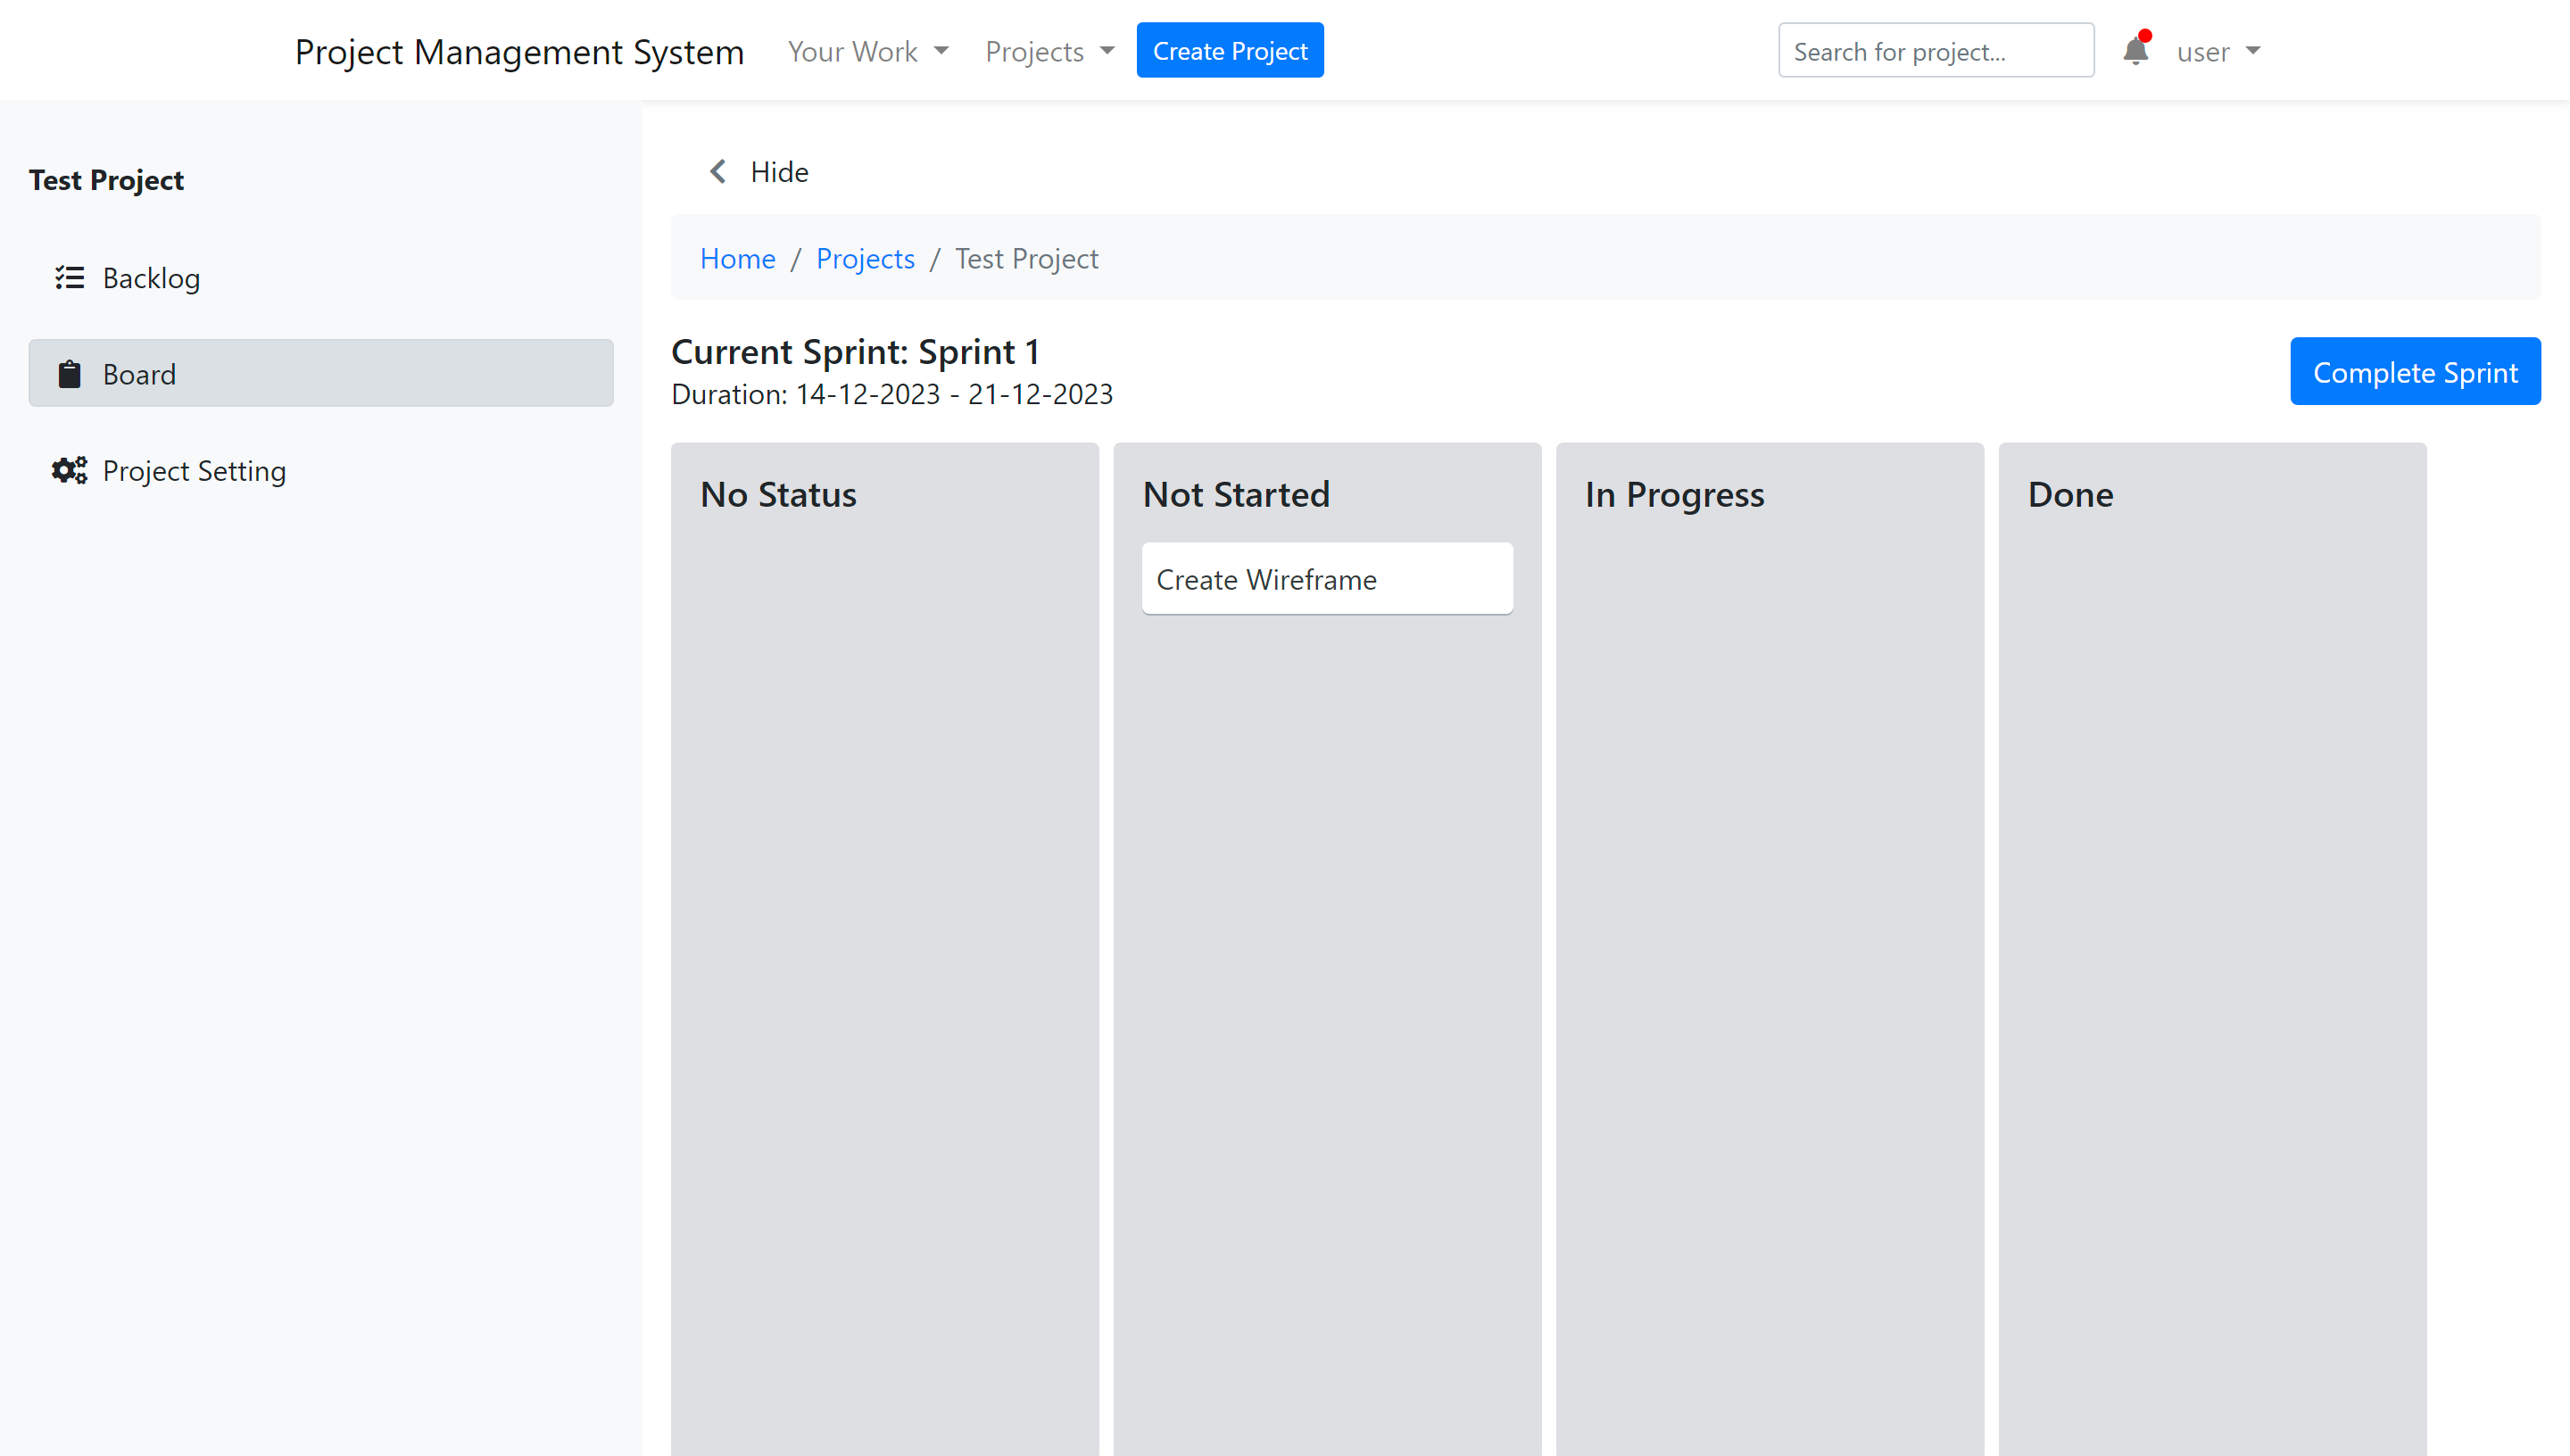 Project Management System Your Work Projects Create Project Search for project... user
Test Project
Backlog
Board
Project Setting
Hide
Home / Projects / Test Project
Current Sprint: Sprint 1
Duration: 14-12-2023 - 21-12-2023
Complete Sprint
No Status
Not Started
Create Wireframe
In Progress
Done